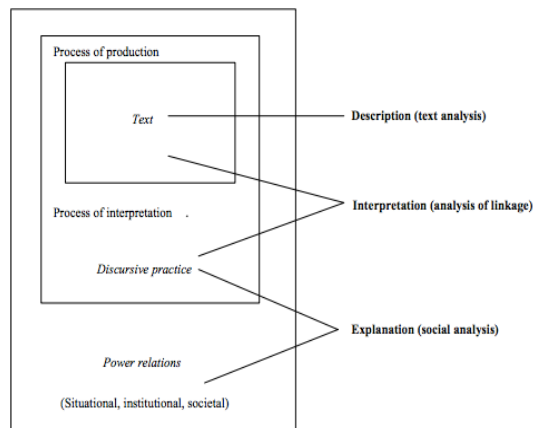 Process of production
Text
Description (text analysis)
Interpretation (analysis of linkage)
Process of interpretation .
Discursive practice
Explanation (social analysis)
Power relations
(Situational, institutional, societal)